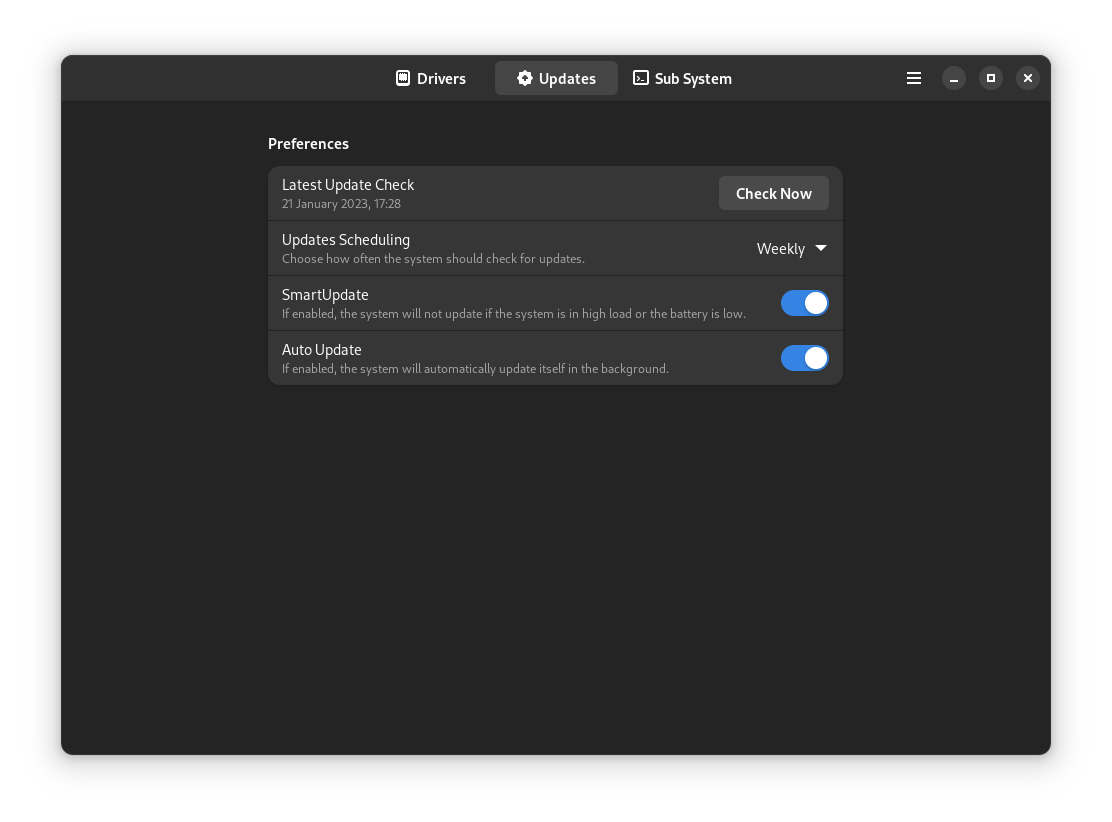 Drivers
Updates
Sub System
Preferences
Latest Update Check
21 January 2023, 17:28
Check Now
Updates Scheduling
Choose how often the system should check for updates.
Weekly
SmartUpdate
If enabled, the system will not update if the system is in high load or the battery is low.
Auto Update
If enabled, the system will automatically update itself in the background.